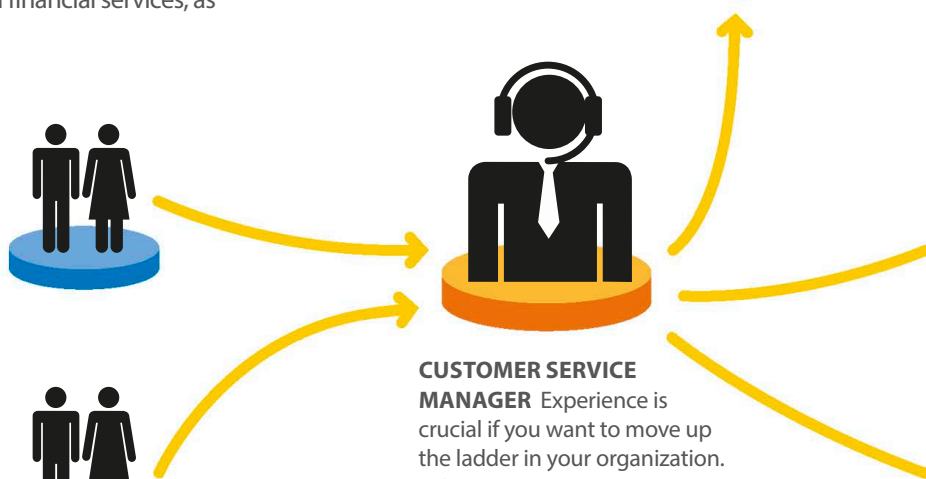 financial services, as
CUSTOMER SERVICE
MANAGER Experience is
crucial if you want to move up
the ladder in your organization.